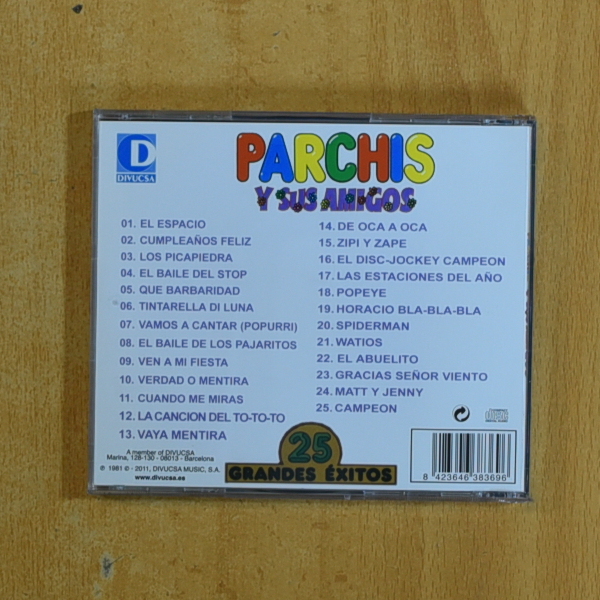 D
DIVUCSA
PARCHIS
Y SUS AMIGOS
01. EL ESPACIO
02. CUMPLEAÑOS FELIZ
03. LOS PICAPIEDRA
04. EL BAILE DEL STOP
05. QUE BARBARIDAD
06. TINTARELLA DI LUNA
07. VAMOS A CANTAR (POPURRI)
08. EL BAILE DE LOS PAJARITOS
09. VEN A MI FIESTA
10. VERDAD O MENTIRA
11. CUANDO ME MIRAS
12. LA CANCION DEL TO-TO-TO
13. VAYA MENTIRA
14. DE OCA A OCA
15. ZIPI Y ZAPE
16. EL DISC-JOCKEY CAMPEON
17. LAS ESTACIONES DEL AÑO
18. POPEYE
19. HORACIO BLA-BLA-BLA
20. SPIDERMAN
21. WATIOS
22. EL ABUELITO
23. GRACIAS SEÑOR VIENTO
24. MATT Y JENNY
25. CAMPEON
A member of DIVUCSA
Marina, 128-130 - 08013 - Barcelona
℗ 1981 © - 2011, DIVUCSA MUSIC, S.A.
www.divucsa.es
25
GRANDES ÉXITOS
8 423646 383696